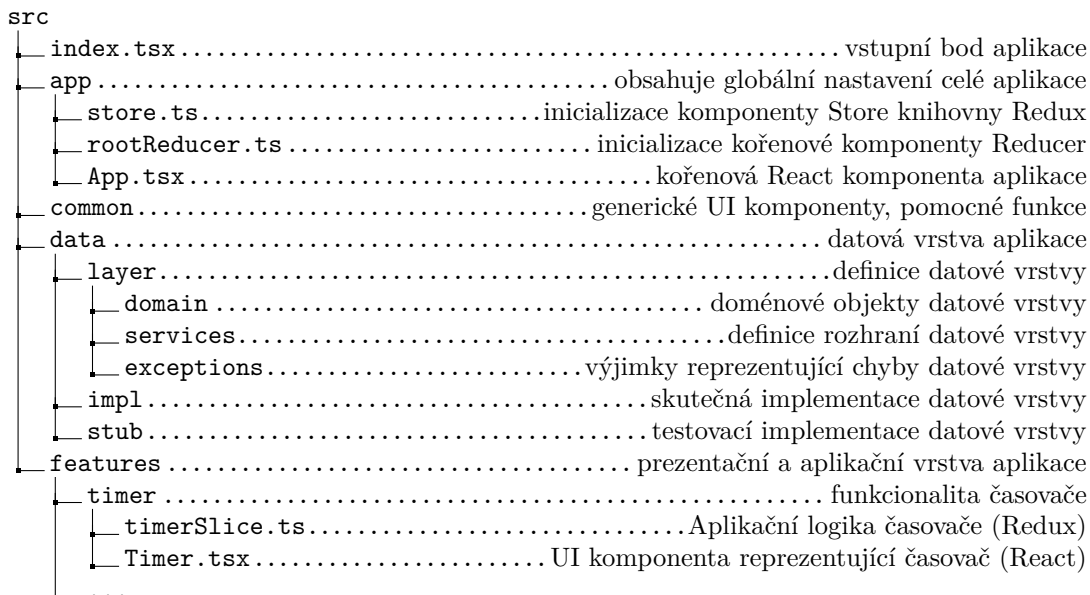 src
index.tsx........................................................ vstupní bod aplikace
app............................................ obsahuje globální nastavení celé aplikace
store.ts............................inicializace komponenty Store knihovny Redux
rootReducer.ts......................... inicializace kořenové komponenty Reducer
App.tsx......................................kořenová React komponenta aplikace
common.....................................generické UI komponenty, pomocné funkce
data........................................................... datová vrstva aplikace
layer.......................................................definice datové vrstvy
domain........................................... doménové objekty datové vrstvy
services.........................................definice rozhraní datové vrstvy
exceptions..........................výjimky reprezentující chyby datové vrstvy
impl......................................... skutečná implementace datové vrstvy
stub......................................... testovací implementace datové vrstvy
features...................................... prezentační a aplikační vrstva aplikace
timer...................................................... funkcionalita časovače
timerSlice.ts...............................Aplikační logika časovače (Redux)
Timer.tsx........................ UI komponenta reprezentující časovač (React)
...